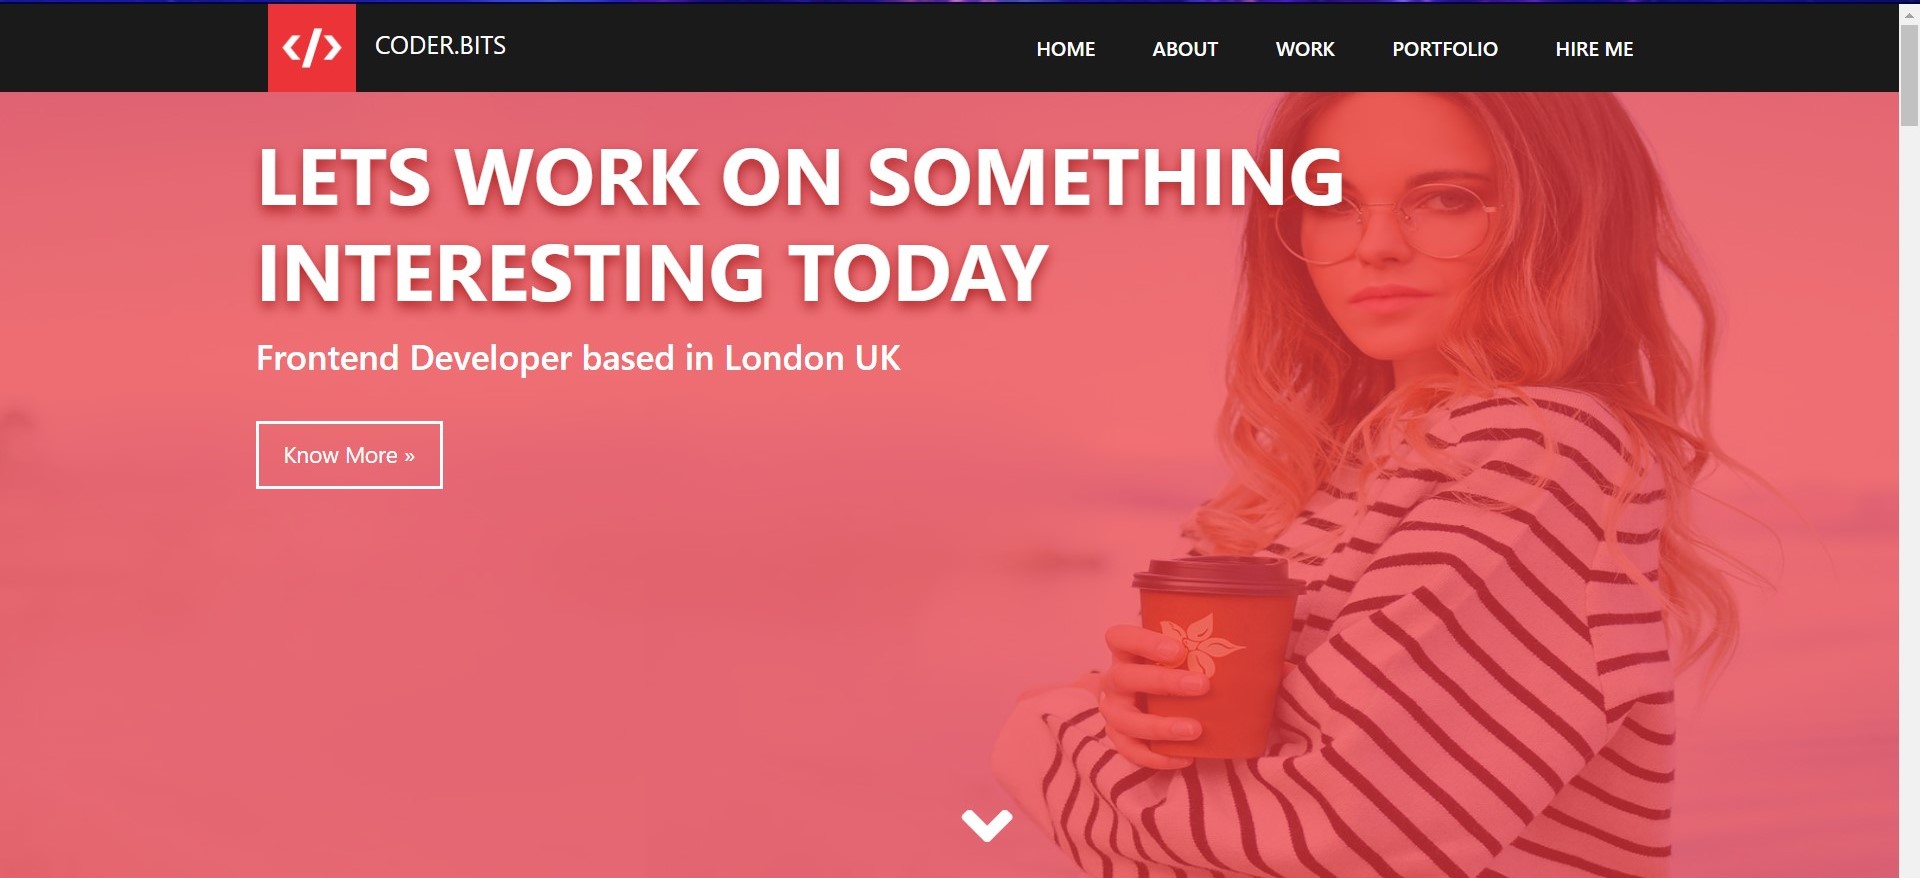 </> CODER.BITS HOME ABOUT WORK PORTFOLIO HIRE ME
LETS WORK ON SOMETHING
INTERESTING TODAY
Frontend Developer based in London UK
Know More »